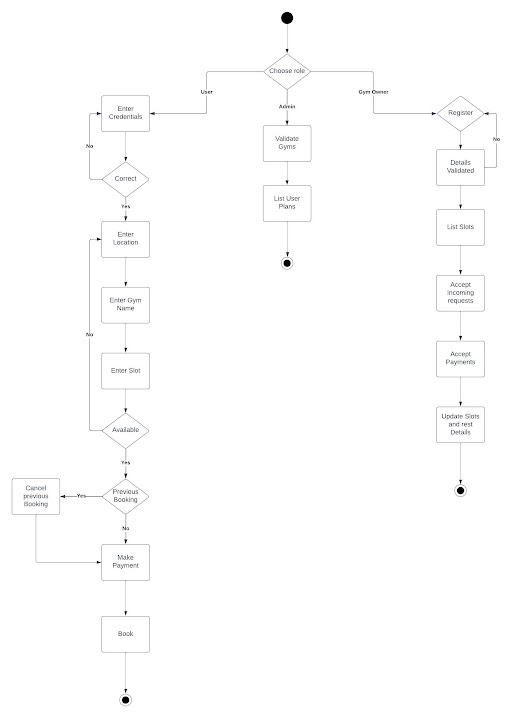 Choose role
User
Admin
Gym Owner
Enter
Credentials
No
Correct
Yes
Enter
Location
Enter Gym
Name
No
Enter Slot
Available
Yes
Previous
Booking
Yes
Cancel
previous
Booking
No
Make
Payment
Book
Validate
Gyms
List User
Plans
Register
No
Details
Validated
List Slots
Accept
Incoming
requests
Accept
Payments
Update Slots
and rest
Details